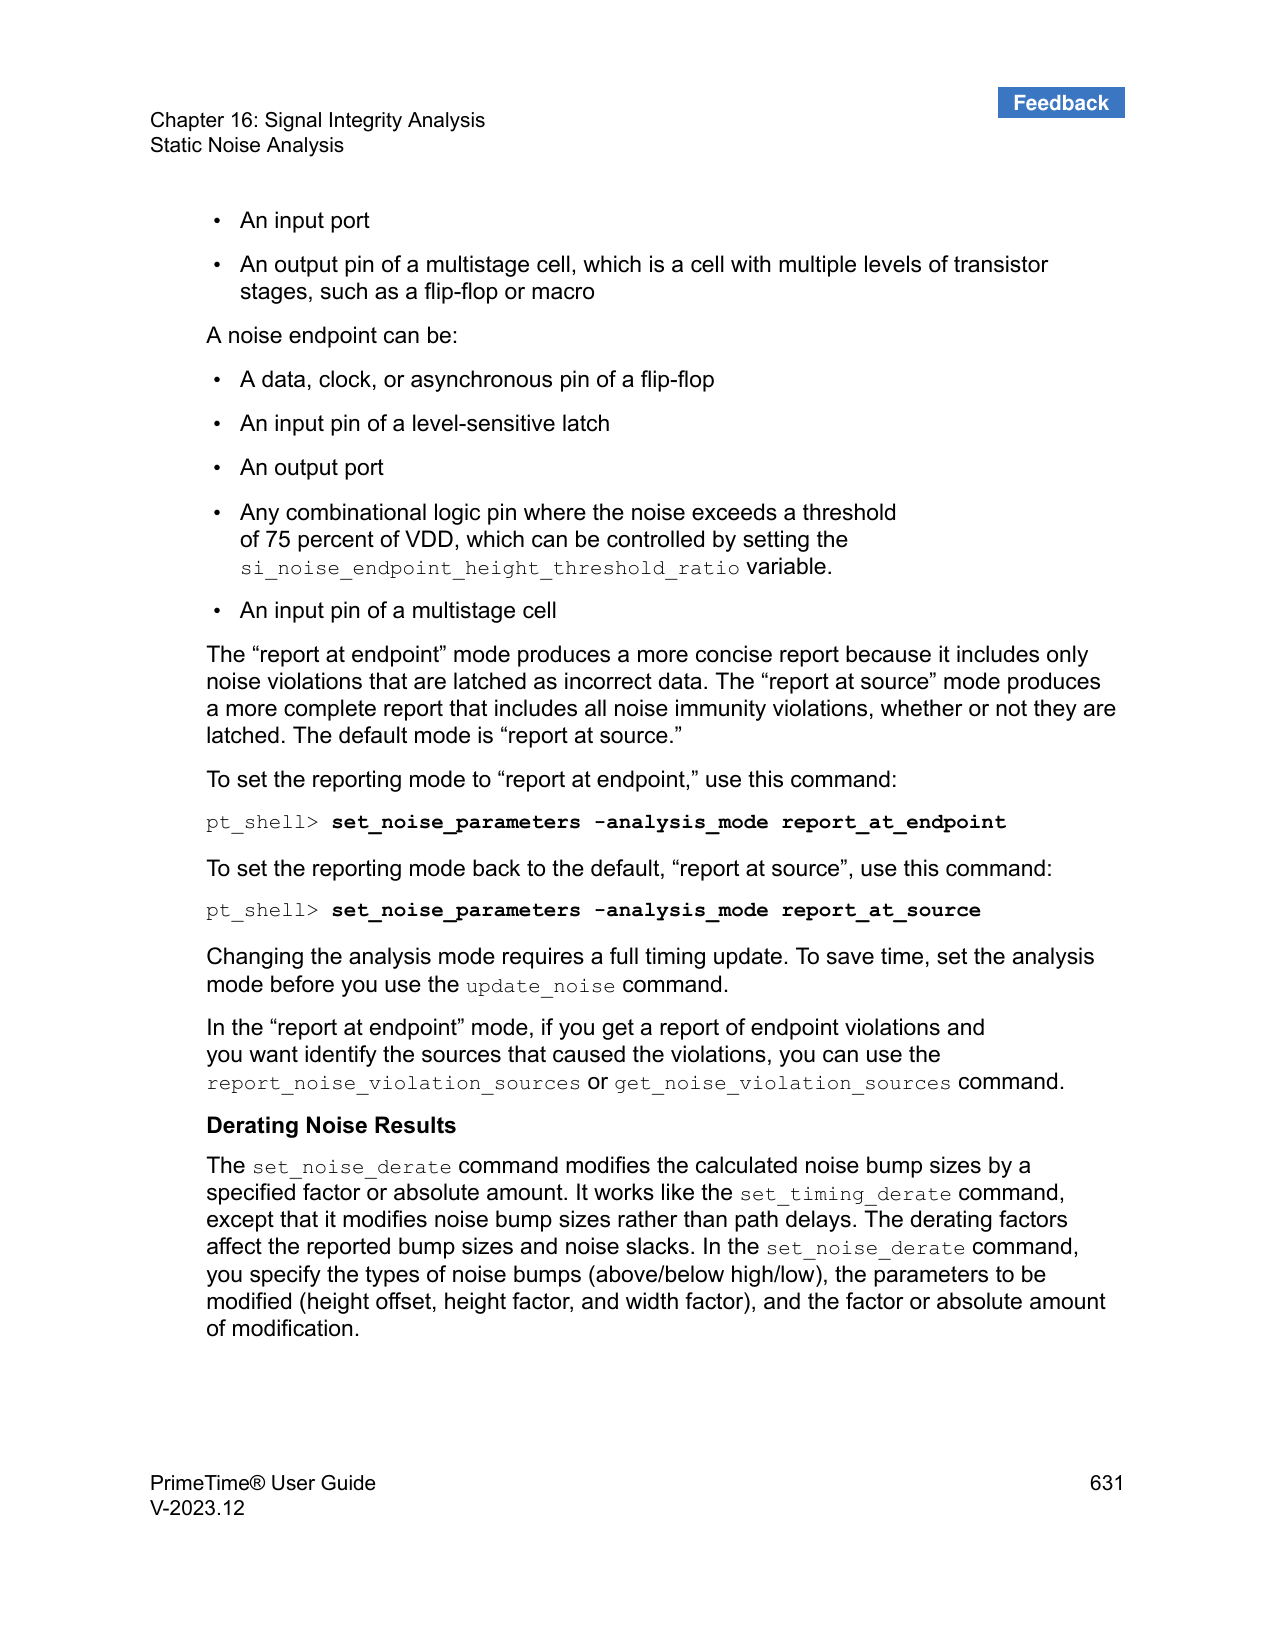 Feedback
Chapter 16: Signal Integrity Analysis
Static Noise Analysis
• An input port
• An output pin of a multistage cell, which is a cell with multiple levels of transistor
stages, such as a flip-flop or macro
A noise endpoint can be:
• A data, clock, or asynchronous pin of a flip-flop
• An input pin of a level-sensitive latch
• An output port
• Any combinational logic pin where the noise exceeds a threshold
of 75 percent of VDD, which can be controlled by setting the
si_noise_endpoint_height_threshold_ratio variable.
• An input pin of a multistage cell
The “report at endpoint” mode produces a more concise report because it includes only
noise violations that are latched as incorrect data. The “report at source” mode produces
a more complete report that includes all noise immunity violations, whether or not they are
latched. The default mode is “report at source.”
To set the reporting mode to “report at endpoint,” use this command:
pt_shell> set_noise_parameters -analysis_mode report_at_endpoint
To set the reporting mode back to the default, “report at source”, use this command:
pt_shell> set_noise_parameters -analysis_mode report_at_source
Changing the analysis mode requires a full timing update. To save time, set the analysis
mode before you use the update_noise command.
In the “report at endpoint” mode, if you get a report of endpoint violations and
you want identify the sources that caused the violations, you can use the
report_noise_violation_sources or get_noise_violation_sources command.
Derating Noise Results
The set_noise_derate command modifies the calculated noise bump sizes by a
specified factor or absolute amount. It works like the set_timing_derate command,
except that it modifies noise bump sizes rather than path delays. The derating factors
affect the reported bump sizes and noise slacks. In the set_noise_derate command,
you specify the types of noise bumps (above/below high/low), the parameters to be
modified (height offset, height factor, and width factor), and the factor or absolute amount
of modification.
PrimeTime® User Guide 631
V-2023.12